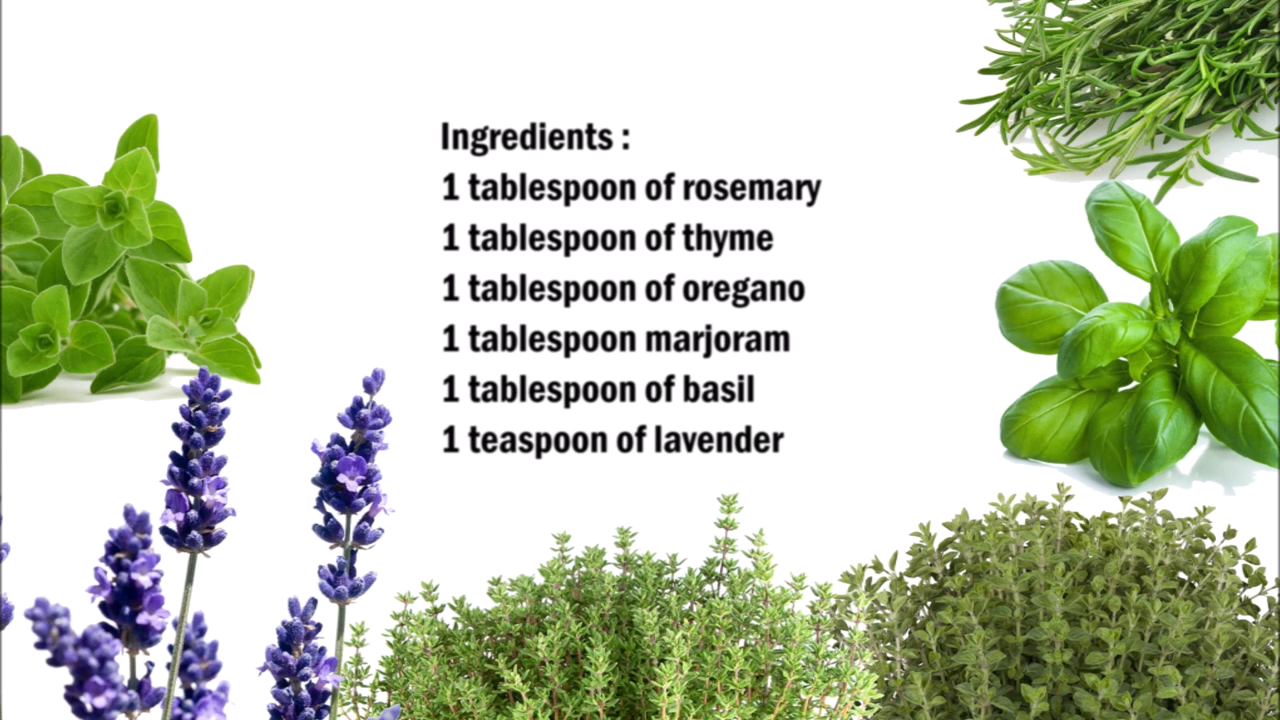 Ingredients :
1 tablespoon of rosemary
1 tablespoon of thyme
1 tablespoon of oregano
1 tablespoon marjoram
1 tablespoon of basil
1 teaspoon of lavender